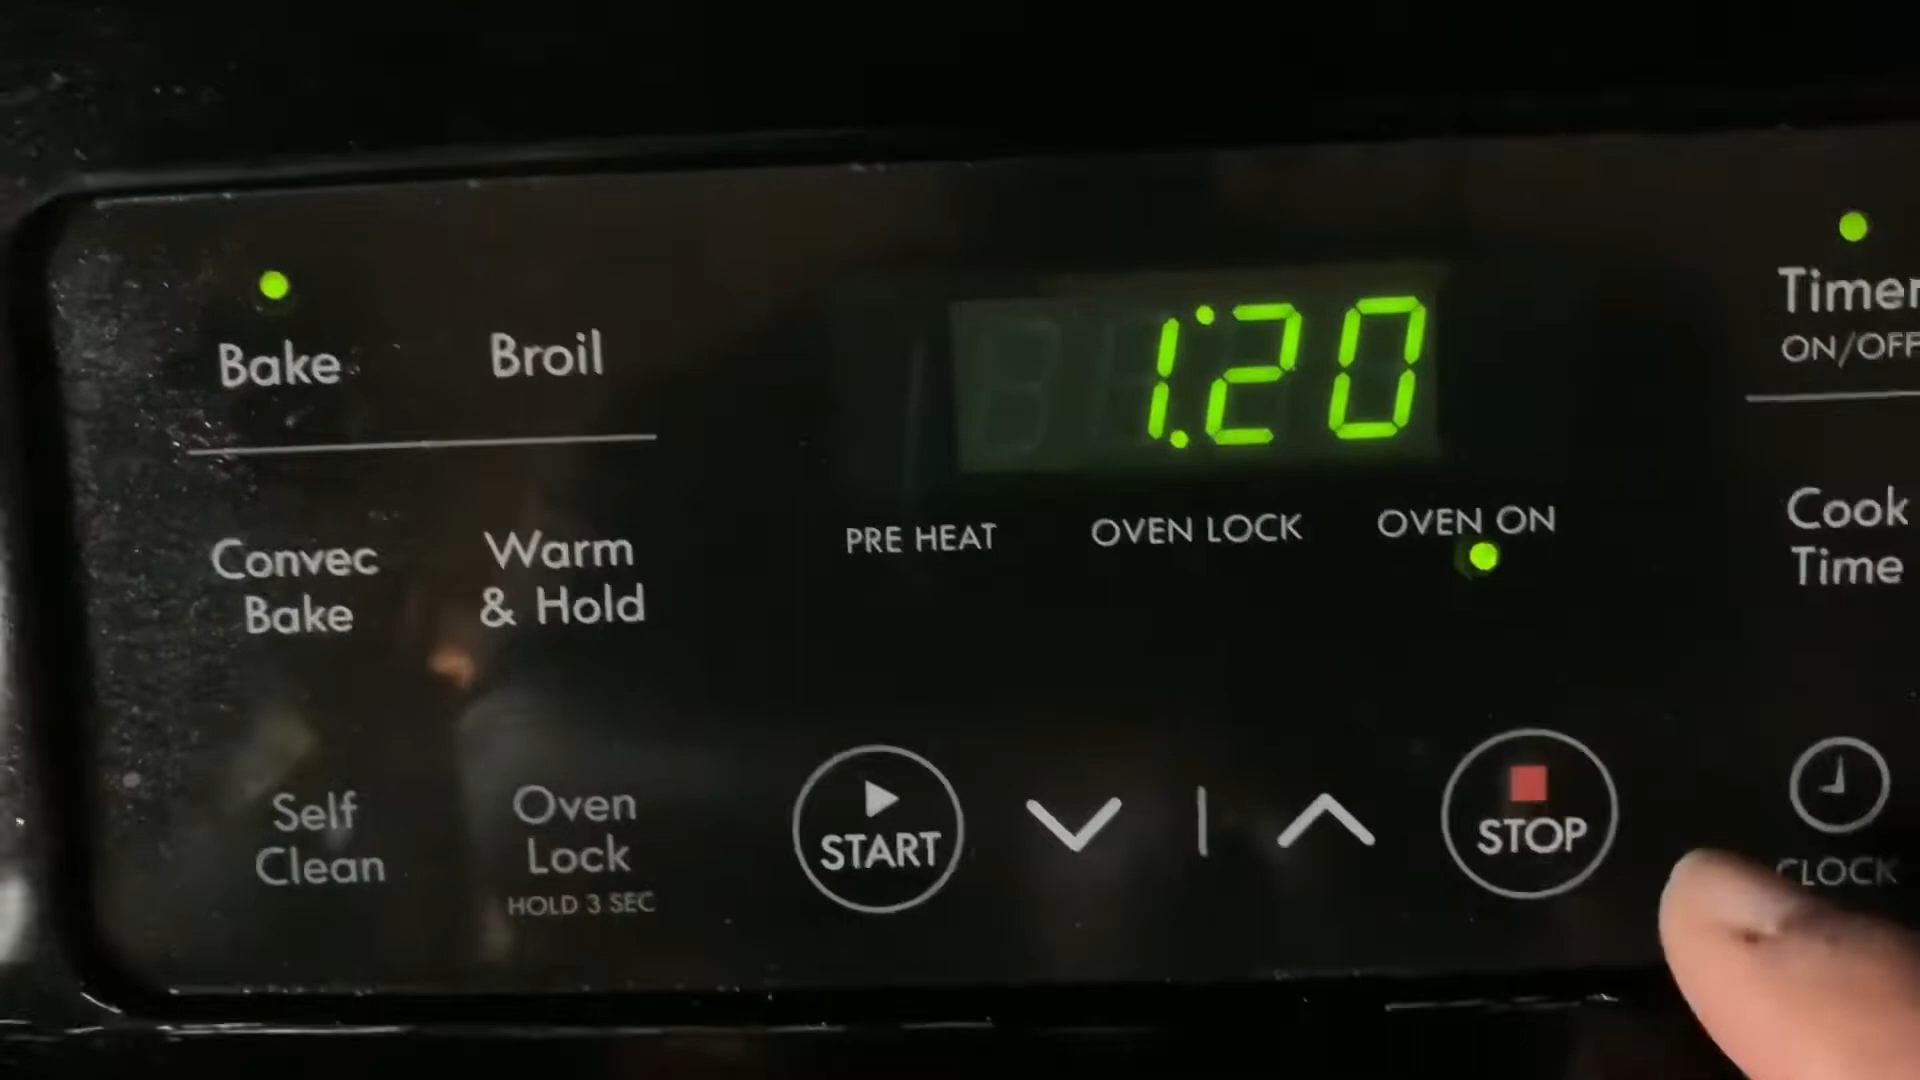 1:20
Timer
ON/OFF
Bake
Broil
PRE HEAT
OVEN LOCK
OVEN ON
Cook
Time
Convec
Bake
Warm
& Hold
Self
Clean
Oven
Lock
HOLD 3 SEC
START
STOP
CLOCK